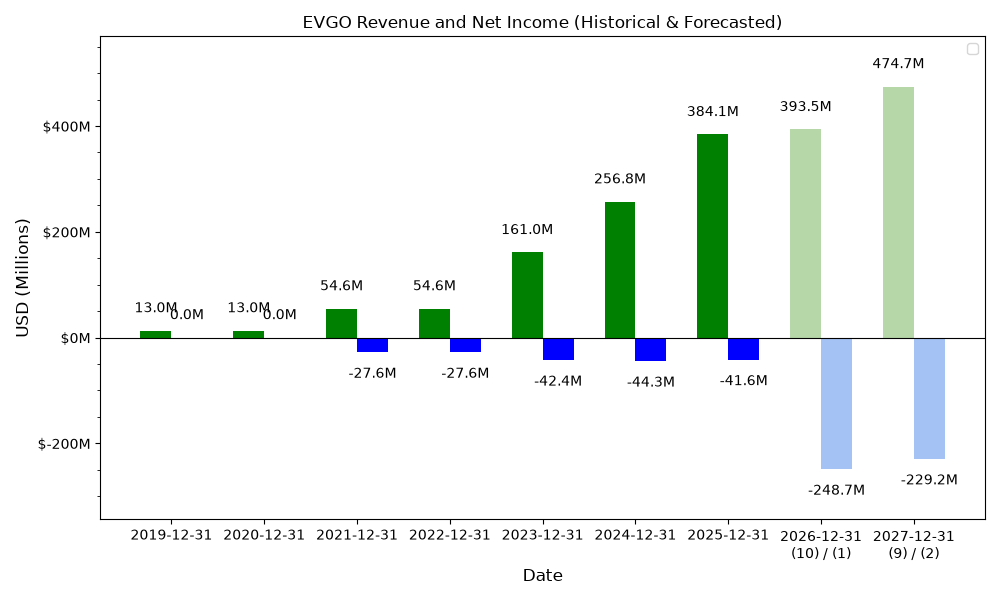 EVGO Revenue and Net Income (Historical & Forecasted)
USD (Millions)
$400M
$200M
$0M
$-200M
13.0M
0.0M
13.0M
0.0M
54.6M
-27.6M
54.6M
-27.6M
161.0M
-42.4M
256.8M
-44.3M
384.1M
-41.6M
393.5M
-248.7M
474.7M
-229.2M
2019-12-31
2020-12-31
2021-12-31
2022-12-31
2023-12-31
2024-12-31
2025-12-31
2026-12-31
(10) / (1)
2027-12-31
(9) / (2)
Date